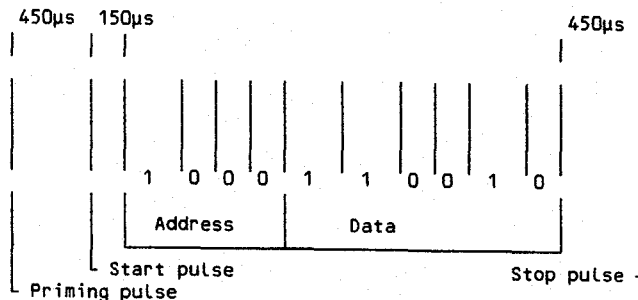 450µs 150µs 450µs
1 0 0 0 1 1 0 0 1 0
Address Data
Start pulse Stop pulse
Priming pulse